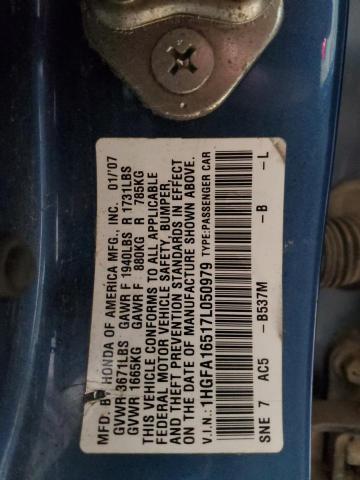 MFD. BY HONDA OF AMERICA MFG., INC. 01/'07
GVWR 3671LBS GAWR F 1940LBS R 1731LBS
GVWR 1665KG GAWR F 880KG R 785KG
THIS VEHICLE CONFORMS TO ALL APPLICABLE
FEDERAL MOTOR VEHICLE SAFETY, BUMPER,
THEFT PREVENTION STANDARDS IN EFFECT
ON THE DATE OF MANUFACTURE SHOWN ABOVE.
V.I.N.: 1HGFA16517L050979 TYPE:PASSENGER CAR
SNE 7 AC5 - B537M - B - L